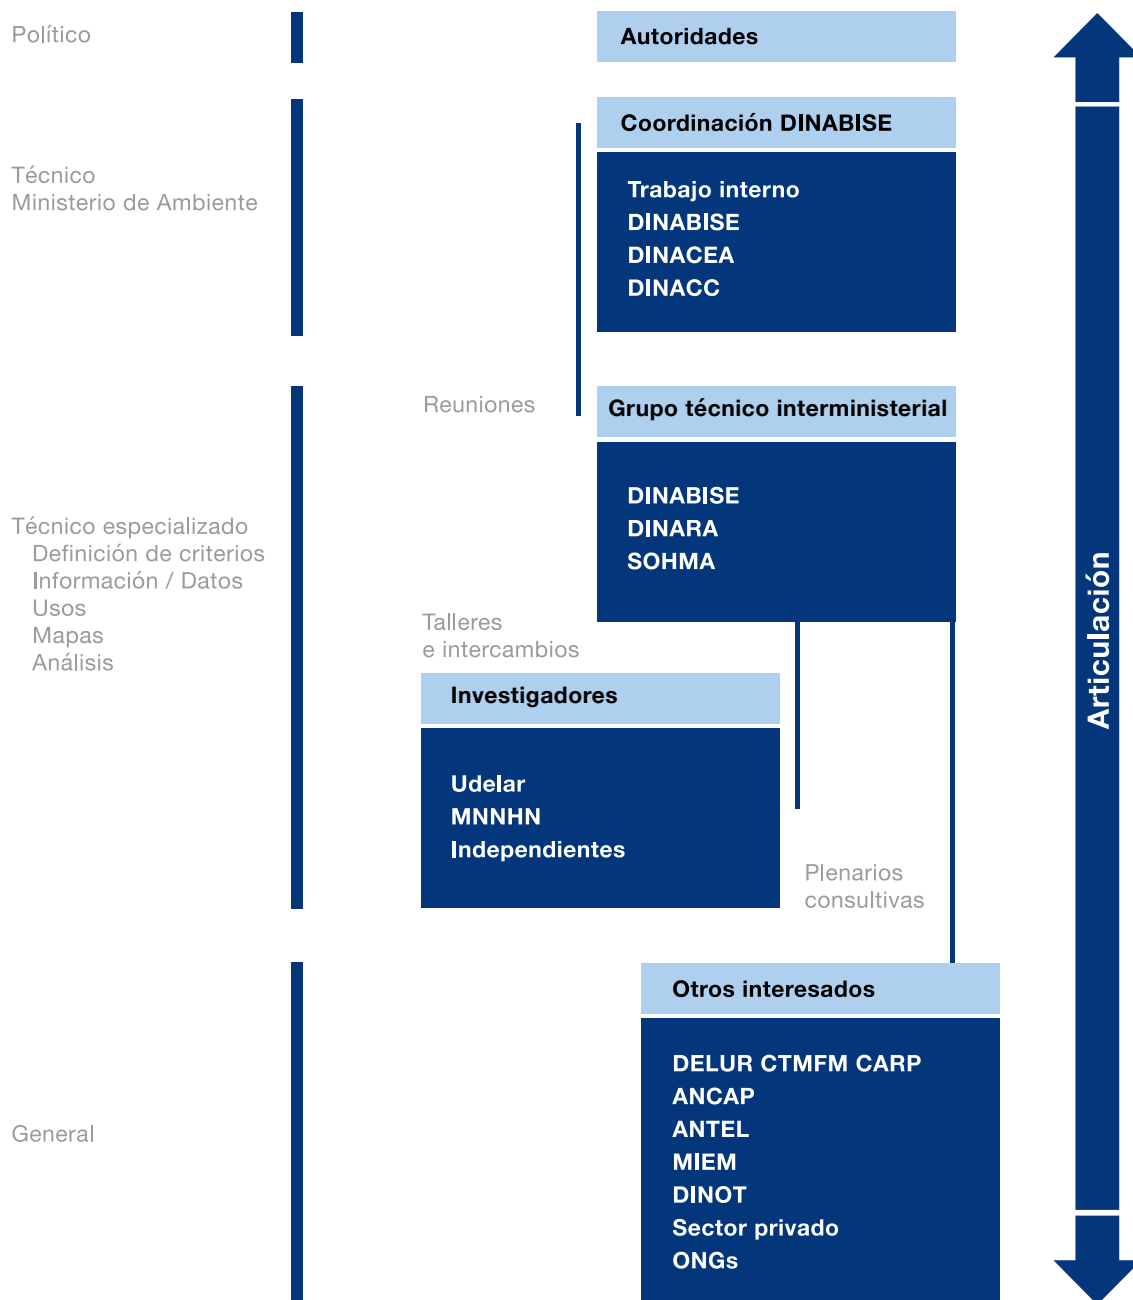 Político
Autoridades
Técnico
Ministerio de Ambiente
Coordinación DINABISE
Trabajo interno
DINABISE
DINACEA
DINACC
Reuniones
Grupo técnico interministerial
DINABISE
DINARA
SOHMA
Técnico especializado
Definición de criterios
Información / Datos
Usos
Mapas
Análisis
Talleres
e intercambios
Investigadores
Udelar
MNNHN
Independientes
Plenarios
consultivas
General
Otros interesados
DELUR CTMFM CARP
ANCAP
ANTEL
MIEM
DINOT
Sector privado
ONGs
Articulación